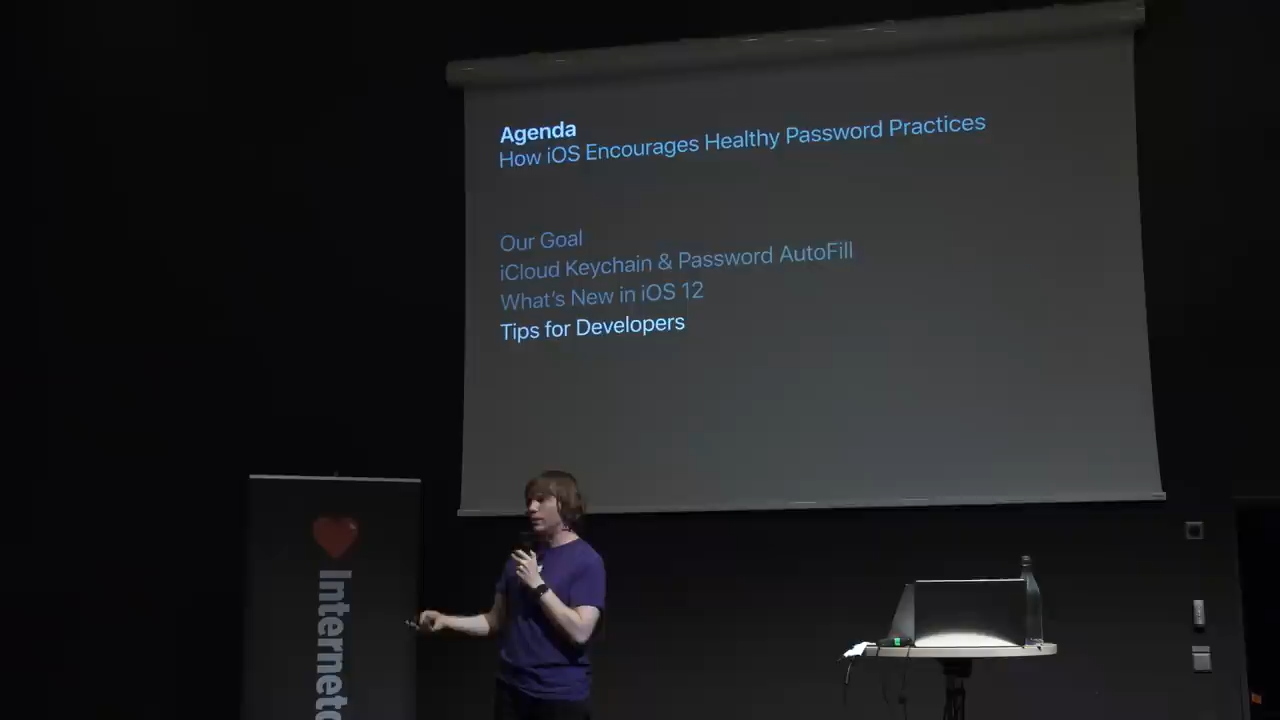 Agenda
How iOS Encourages Healthy Password Practices
Our Goal
iCloud Keychain & Password AutoFill
What's New in iOS 12
Tips for Developers